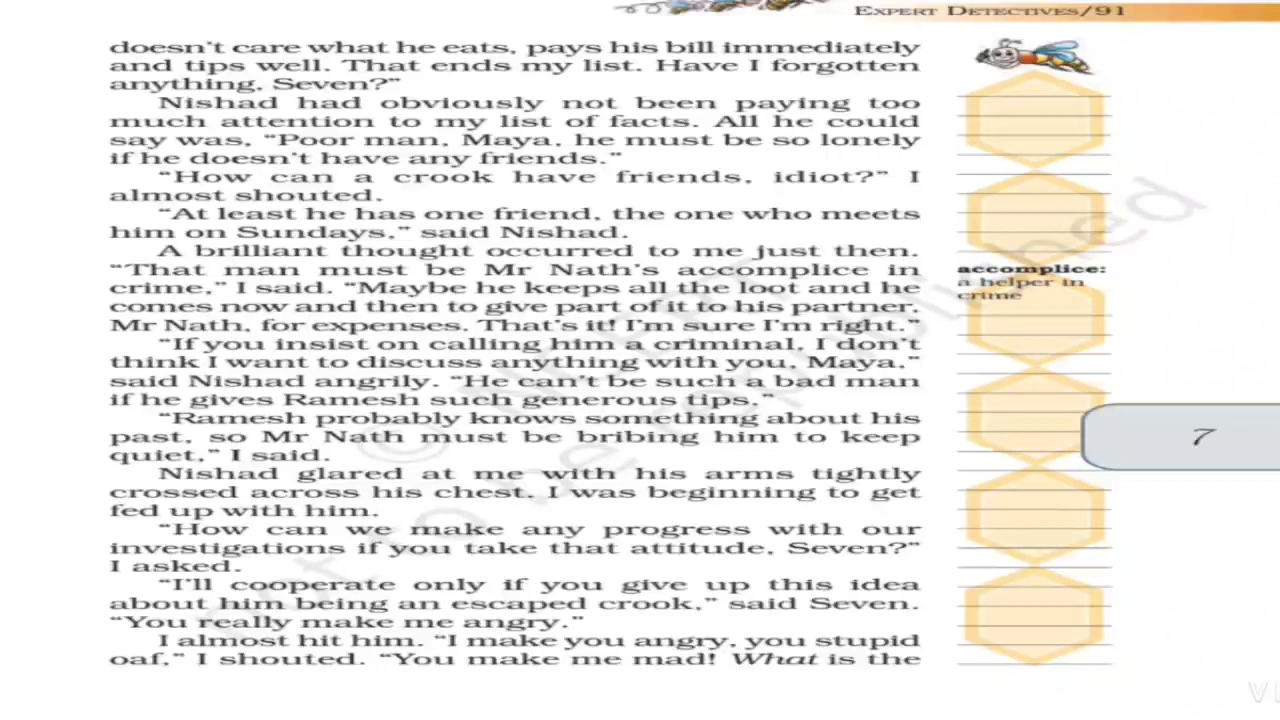 EXPERT DETECTIVES/91
doesn't care what he eats, pays his bill immediately
and tips well. That ends my list. Have I forgotten
anything, Seven?"
Nishad had obviously not been paying too
much attention to my list of facts. All he could
say was, "Poor man, Maya, he must be so lonely
if he doesn't have any friends."
"How can a crook have friends, idiot?" I
almost shouted.
"At least he has one friend, the one who meets
him on Sundays," said Nishad.
A brilliant thought occurred to me just then.
"That man must be Mr Nath's accomplice in
crime," I said. "Maybe he keeps all the loot and he
comes now and then to give part of it to his partner,
Mr Nath, for expenses. That's it! I'm sure I'm right."
"If you insist on calling him a criminal, I don't
think I want to discuss anything with you, Maya,"
said Nishad angrily. "He can't be such a bad man
if he gives Ramesh such generous tips."
"Ramesh probably knows something about his
past, so Mr Nath must be bribing him to keep
quiet," I said.
Nishad glared at me with his arms tightly
crossed across his chest. I was beginning to get
fed up with him.
"How can we make any progress with our
investigations if you take that attitude, Seven?"
I asked.
"I'll cooperate only if you give up this idea
about him being an escaped crook," said Seven.
"You really make me angry."
I almost hit him. "I make you angry, you stupid
oaf," I shouted. "You make me mad! What is the
accomplice:
a helper in
crime
7
not to be republished